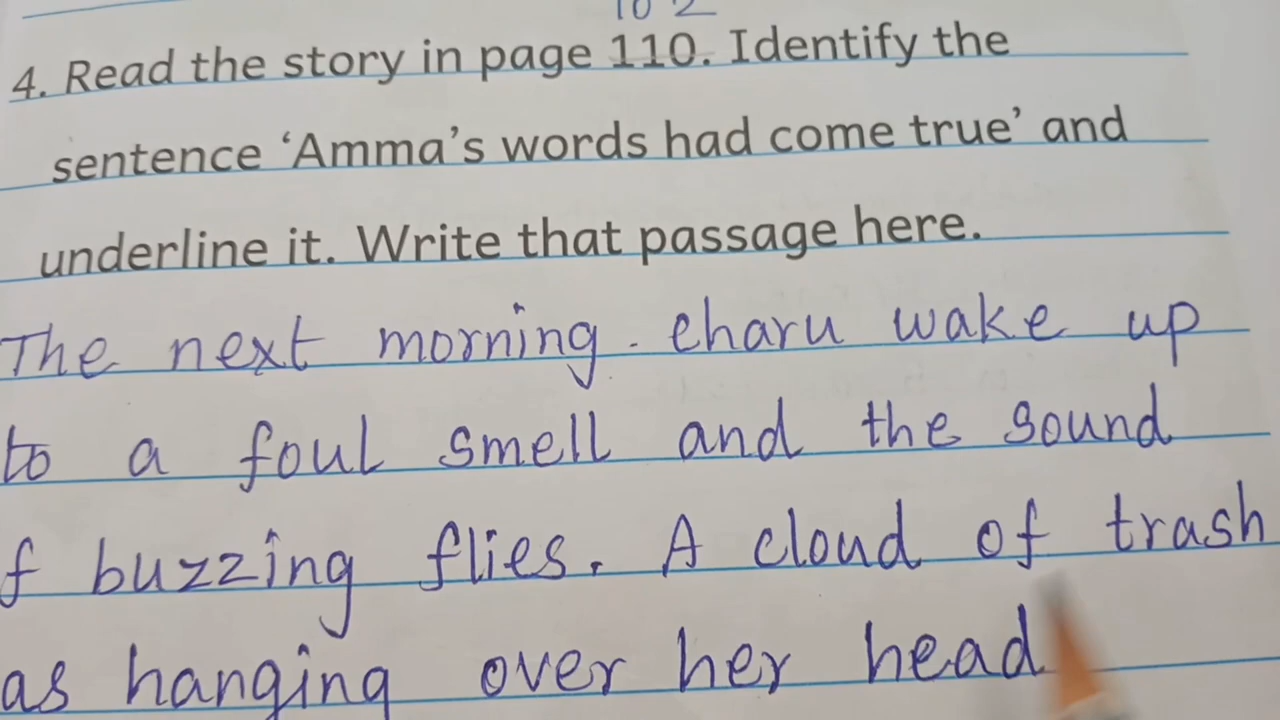 10 2
4. Read the story in page 110. Identify the
sentence ‘Amma’s words had come true’ and
underline it. Write that passage here.
The next morning. charu wake up
to a foul smell and the sound
f buzzing flies. A cloud of trash
as hanging over her head